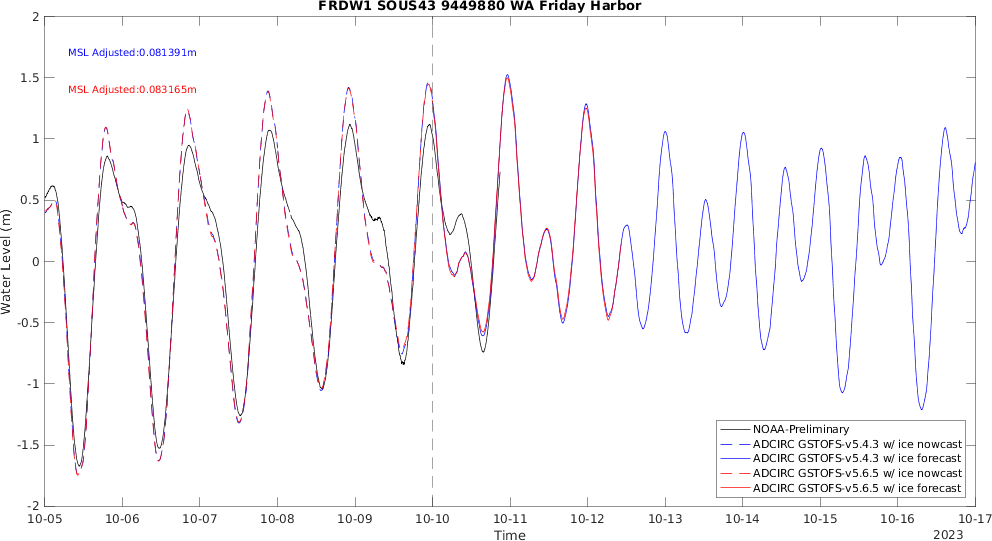 FRDW1 SOUS43 9449880 WA Friday Harbor
MSL Adjusted:0.081391m
MSL Adjusted:0.083165m
Water Level (m)
2
1.5
1
0.5
0
-0.5
-1
-1.5
-2
NOAA-Preliminary
ADCIRC GSTOFS-v5.4.3 w/ ice nowcast
ADCIRC GSTOFS-v5.4.3 w/ ice forecast
ADCIRC GSTOFS-v5.6.5 w/ ice nowcast
ADCIRC GSTOFS-v5.6.5 w/ ice forecast
10-05 10-06 10-07 10-08 10-09 10-10 10-11 10-12 10-13 10-14 10-15 10-16 10-17
Time
2023